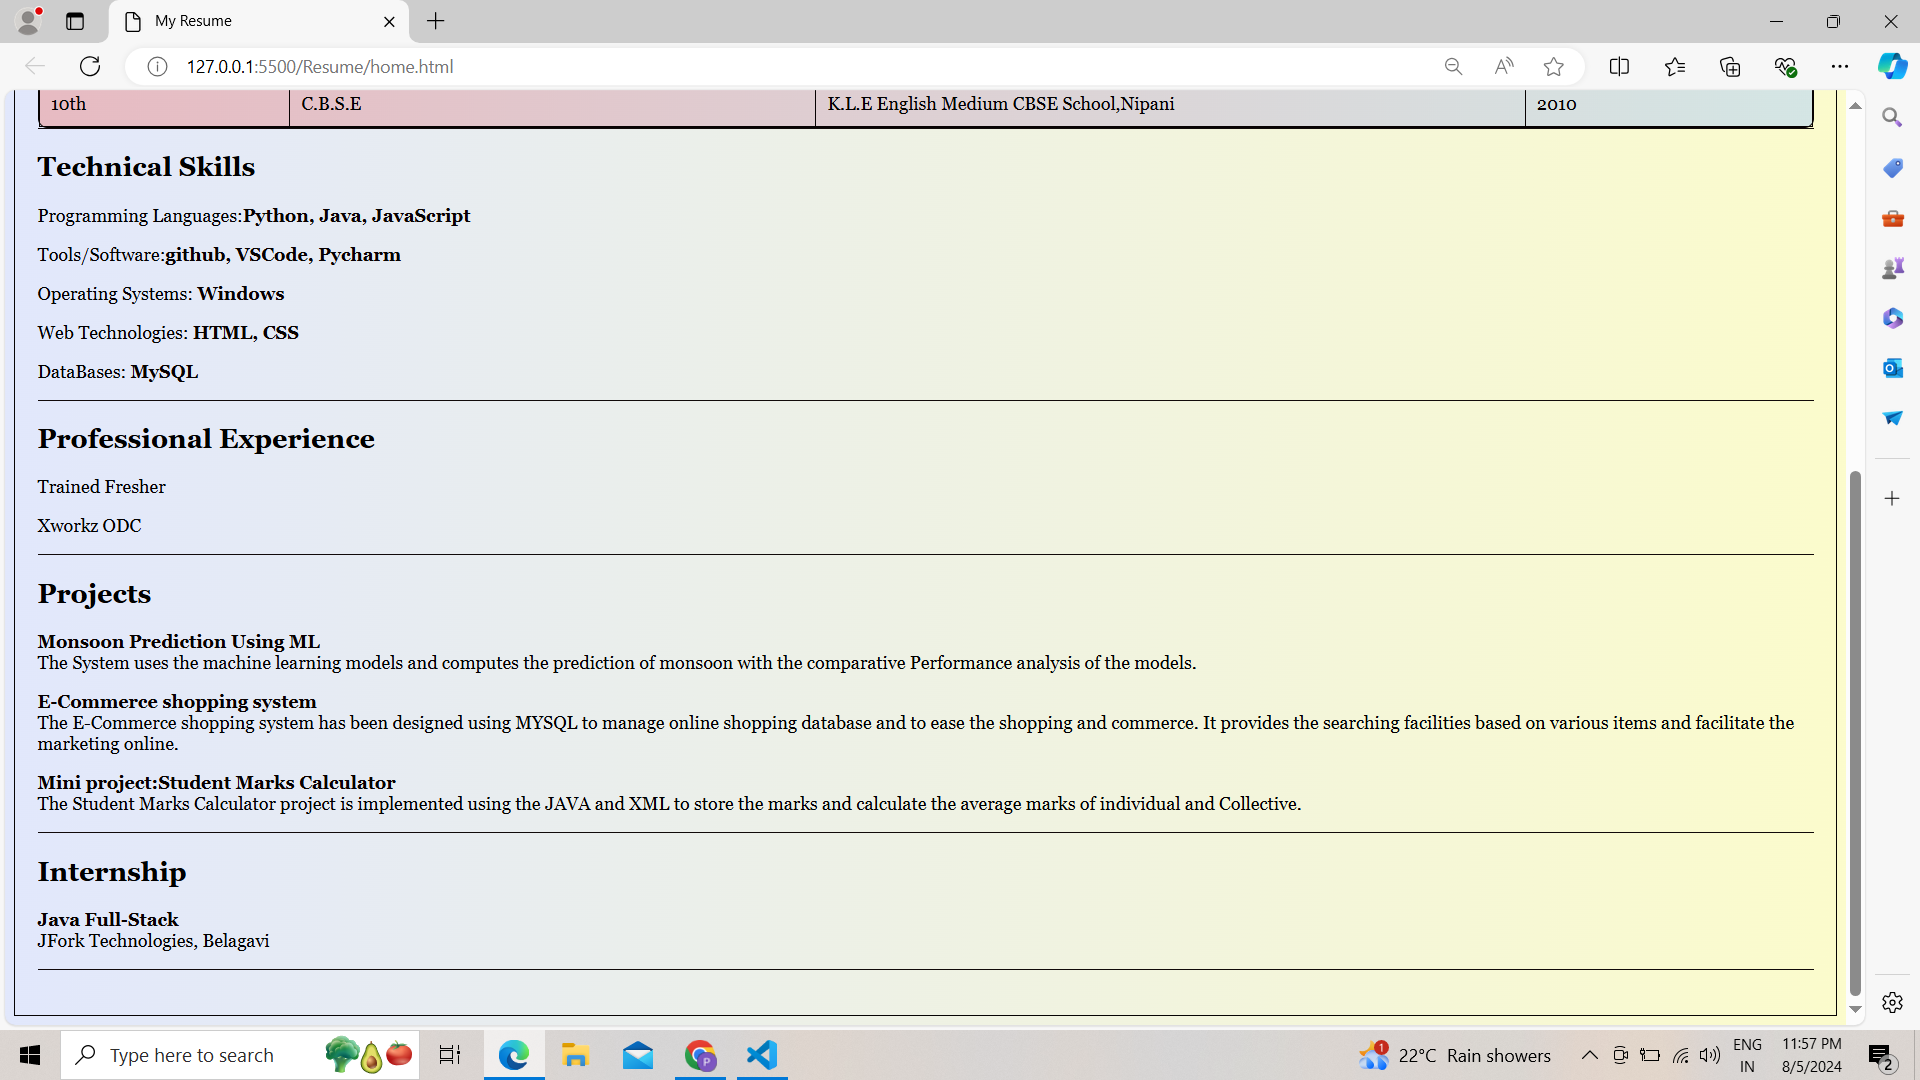 My Resume
127.0.0.1:5500/Resume/home.html
10th C.B.S.E K.L.E English Medium CBSE School,Nipani 2010
Technical Skills
Programming Languages:Python, Java, JavaScript
Tools/Software:github, VSCode, Pycharm
Operating Systems: Windows
Web Technologies: HTML, CSS
DataBases: MySQL
Professional Experience
Trained Fresher
Xworkz ODC
Projects
Monsoon Prediction Using ML
The System uses the machine learning models and computes the prediction of monsoon with the comparative Performance analysis of the models.
E-Commerce shopping system
The E-Commerce shopping system has been designed using MYSQL to manage online shopping database and to ease the shopping and commerce. It provides the searching facilities based on various items and facilitate the
marketing online.
Mini project:Student Marks Calculator
The Student Marks Calculator project is implemented using the JAVA and XML to store the marks and calculate the average marks of individual and Collective.
Internship
Java Full-Stack
JFork Technologies, Belagavi
Type here to search
1
22°C Rain showers
ENG
IN
11:57 PM
8/5/2024
2